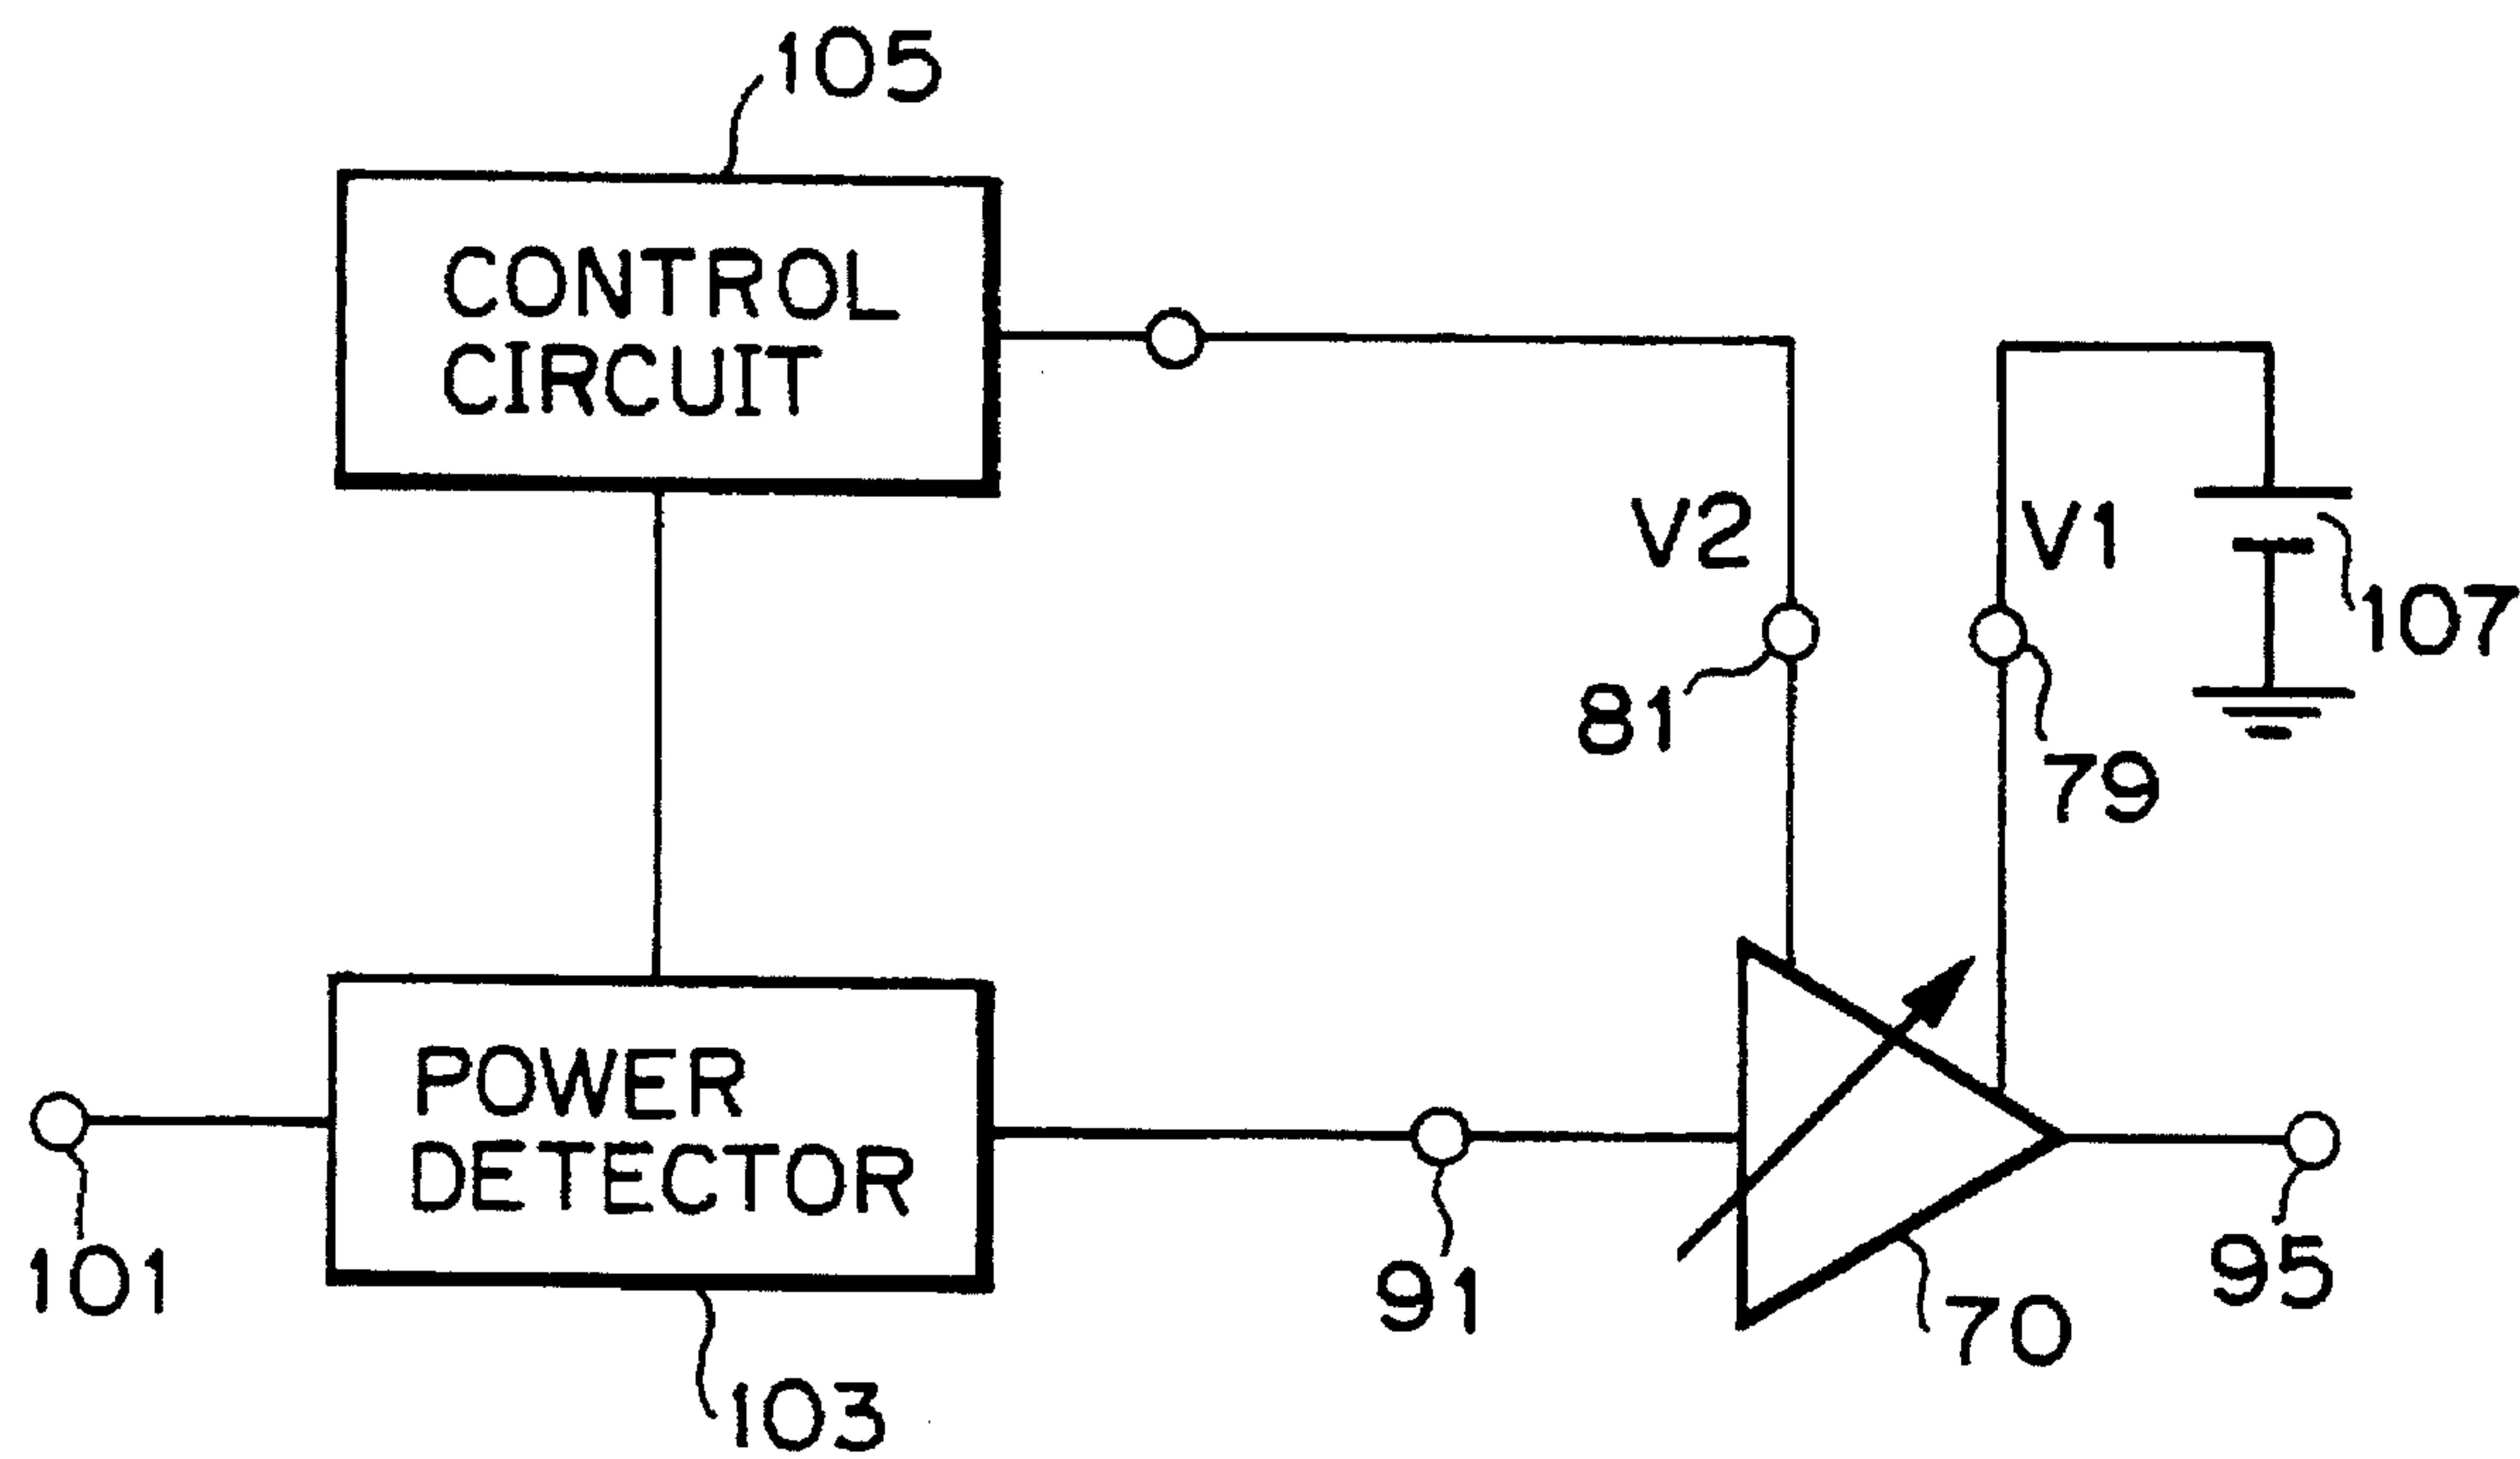 105
CONTROL
CIRCUIT
V2
V1
107
81
79
POWER
DETECTOR
101
91
95
70
103